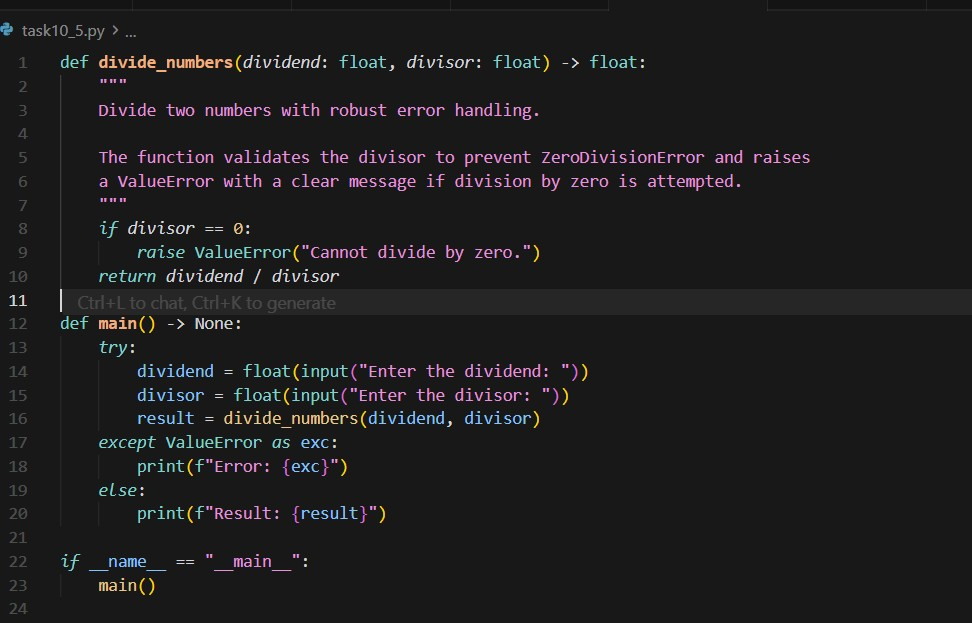 task10_5.py > ...
1 def divide_numbers(dividend: float, divisor: float) -> float:
2     """
3     Divide two numbers with robust error handling.
4
5     The function validates the divisor to prevent ZeroDivisionError and raises
6     a ValueError with a clear message if division by zero is attempted.
7     """
8     if divisor == 0:
9         raise ValueError("Cannot divide by zero.")
10     return dividend / divisor
11 Ctrl+L to chat, Ctrl+K to generate
12 def main() -> None:
13     try:
14         dividend = float(input("Enter the dividend: "))
15         divisor = float(input("Enter the divisor: "))
16         result = divide_numbers(dividend, divisor)
17     except ValueError as exc:
18         print(f"Error: {exc}")
19     else:
20         print(f"Result: {result}")
21
22 if __name__ == "__main__":
23     main()
24